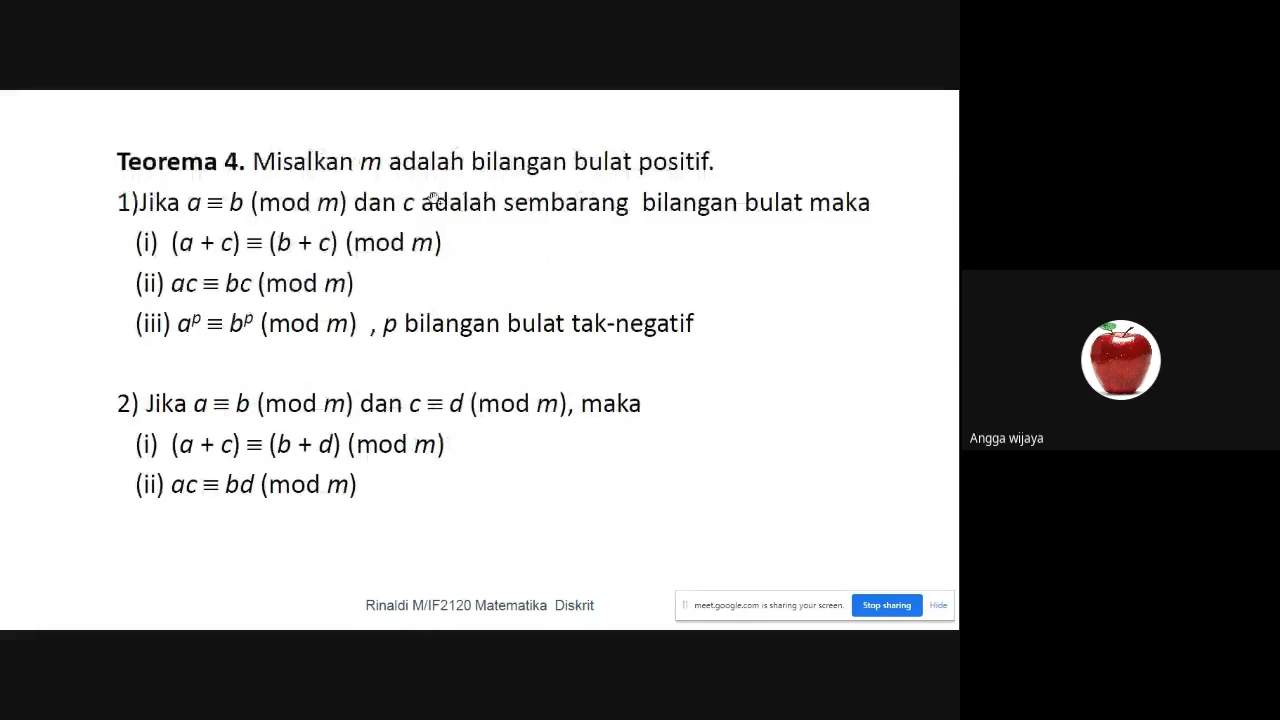 Teorema 4. Misalkan m adalah bilangan bulat positif.
1)Jika a ≡ b (mod m) dan c adalah sembarang bilangan bulat maka
(i) (a + c) ≡ (b + c) (mod m)
(ii) ac ≡ bc (mod m)
(iii) aᵖ ≡ bᵖ (mod m) , p bilangan bulat tak-negatif
2) Jika a ≡ b (mod m) dan c ≡ d (mod m), maka
(i) (a + c) ≡ (b + d) (mod m)
(ii) ac ≡ bd (mod m)
Rinaldi M/IF2120 Matematika Diskrit
meet.google.com is sharing your screen. Stop sharing Hide
Angga wijaya